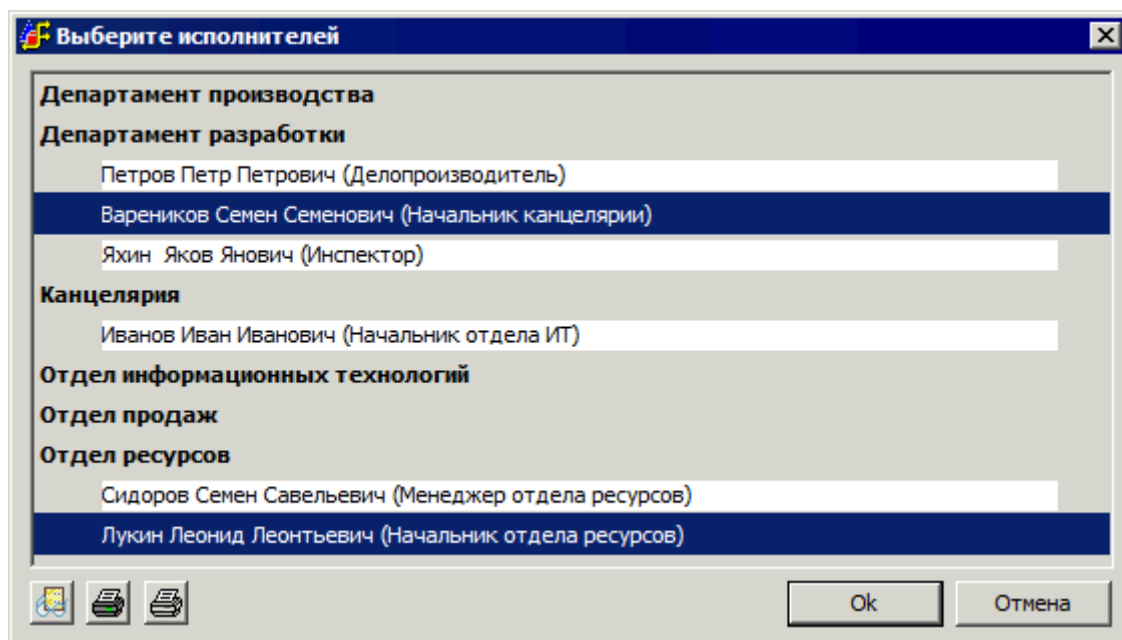 Выберите исполнителей
Департамент производства
Департамент разработки
Петров Петр Петрович (Делопроизводитель)
Вареников Семен Семенович (Начальник канцелярии)
Яхин  Яков Янович (Инспектор)
Канцелярия
Иванов Иван Иванович (Начальник отдела ИТ)
Отдел информационных технологий
Отдел продаж
Отдел ресурсов
Сидоров Семен Савельевич (Менеджер отдела ресурсов)
Лукин Леонид Леонтьевич (Начальник отдела ресурсов)
Ok Отмена